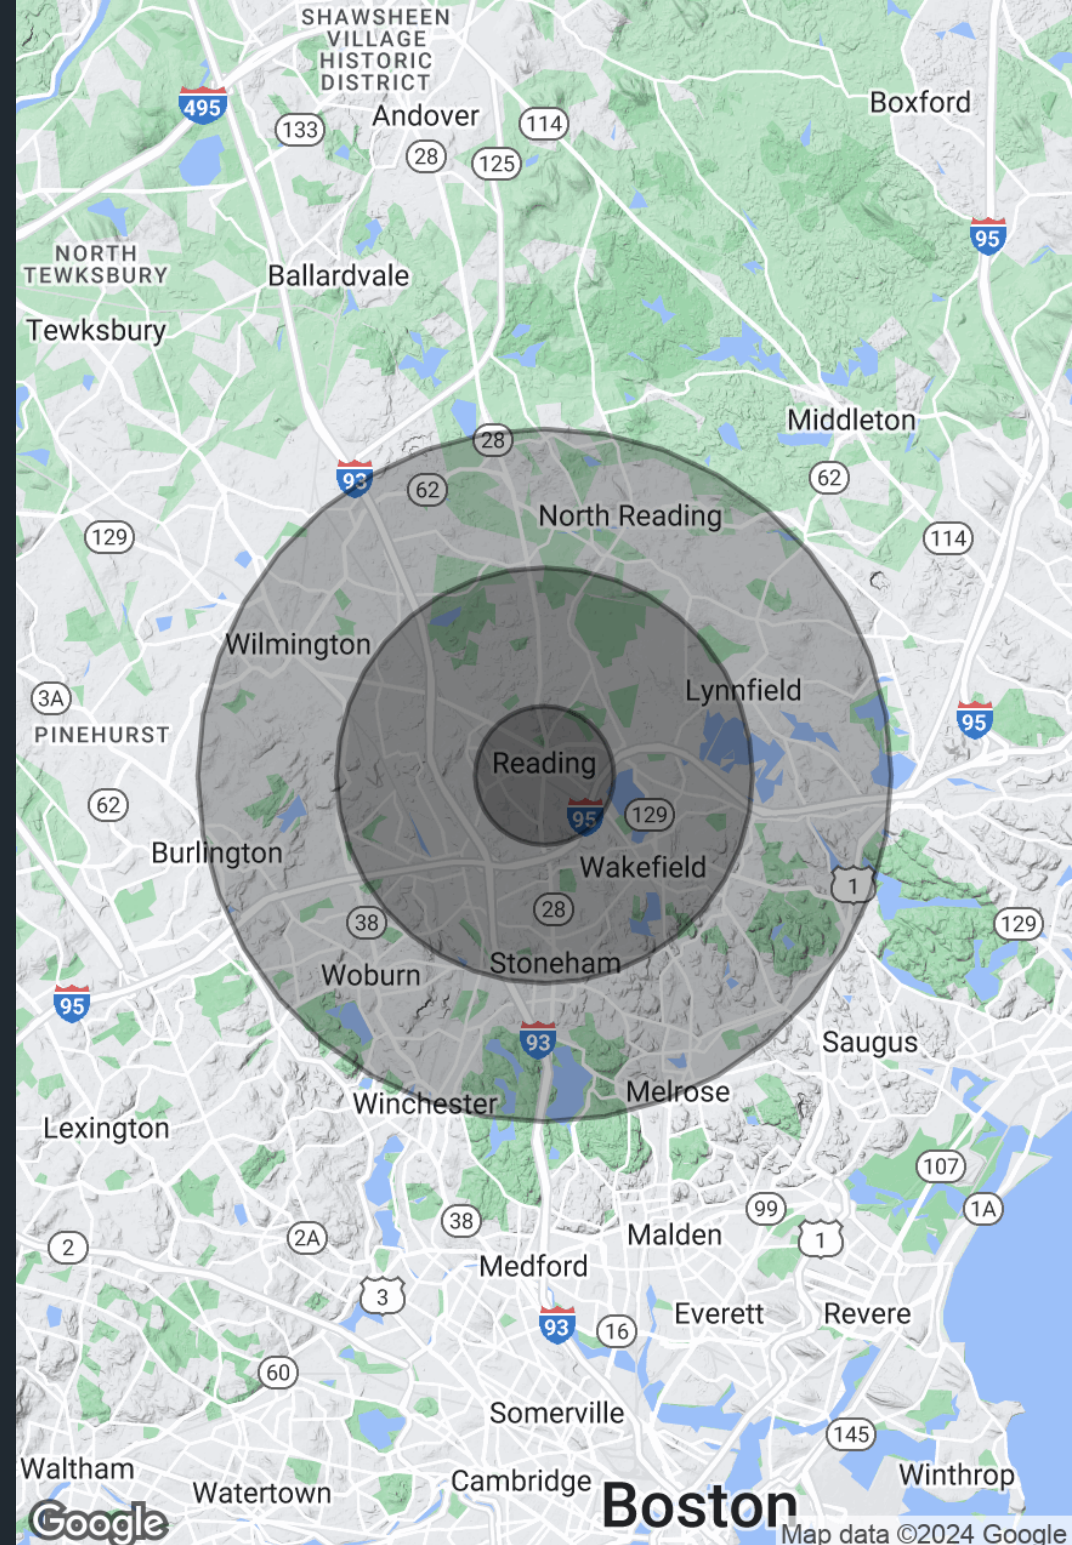 SHAWSHEEN
VILLAGE
HISTORIC
DISTRICT
Boxford
495
Andover
133
114
28
125
95
NORTH
TEWKSBURY
Ballardvale
Tewksbury
Middleton
28
93
62
62
North Reading
129
114
Wilmington
3A
Lynnfield
95
PINEHURST
Reading
62
95
129
Burlington
Wakefield
1
28
38
129
Stoneham
Woburn
95
93
Saugus
Melrose
Winchester
Lexington
107
99
1A
38
Malden
2
2A
1
Medford
3
Everett
Revere
93
16
60
Somerville
145
Waltham
Cambridge
Winthrop
Watertown
Boston
Google
Map data ©2024 Google